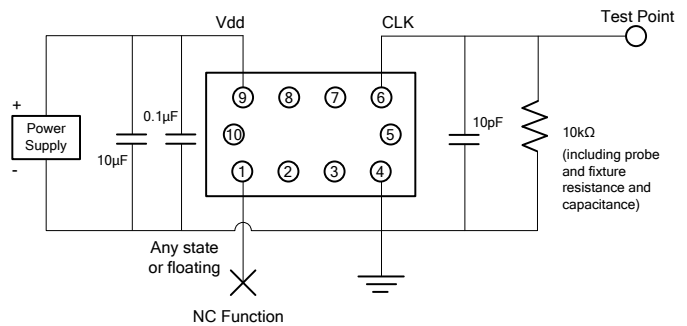 Test Point
Vdd
CLK
+
Power
Supply
-
10µF
0.1µF
9
8
7
6
10
5
1
2
3
4
10pF
10kΩ
(including probe
and fixture
resistance and
capacitance)
Any state
or floating
NC Function